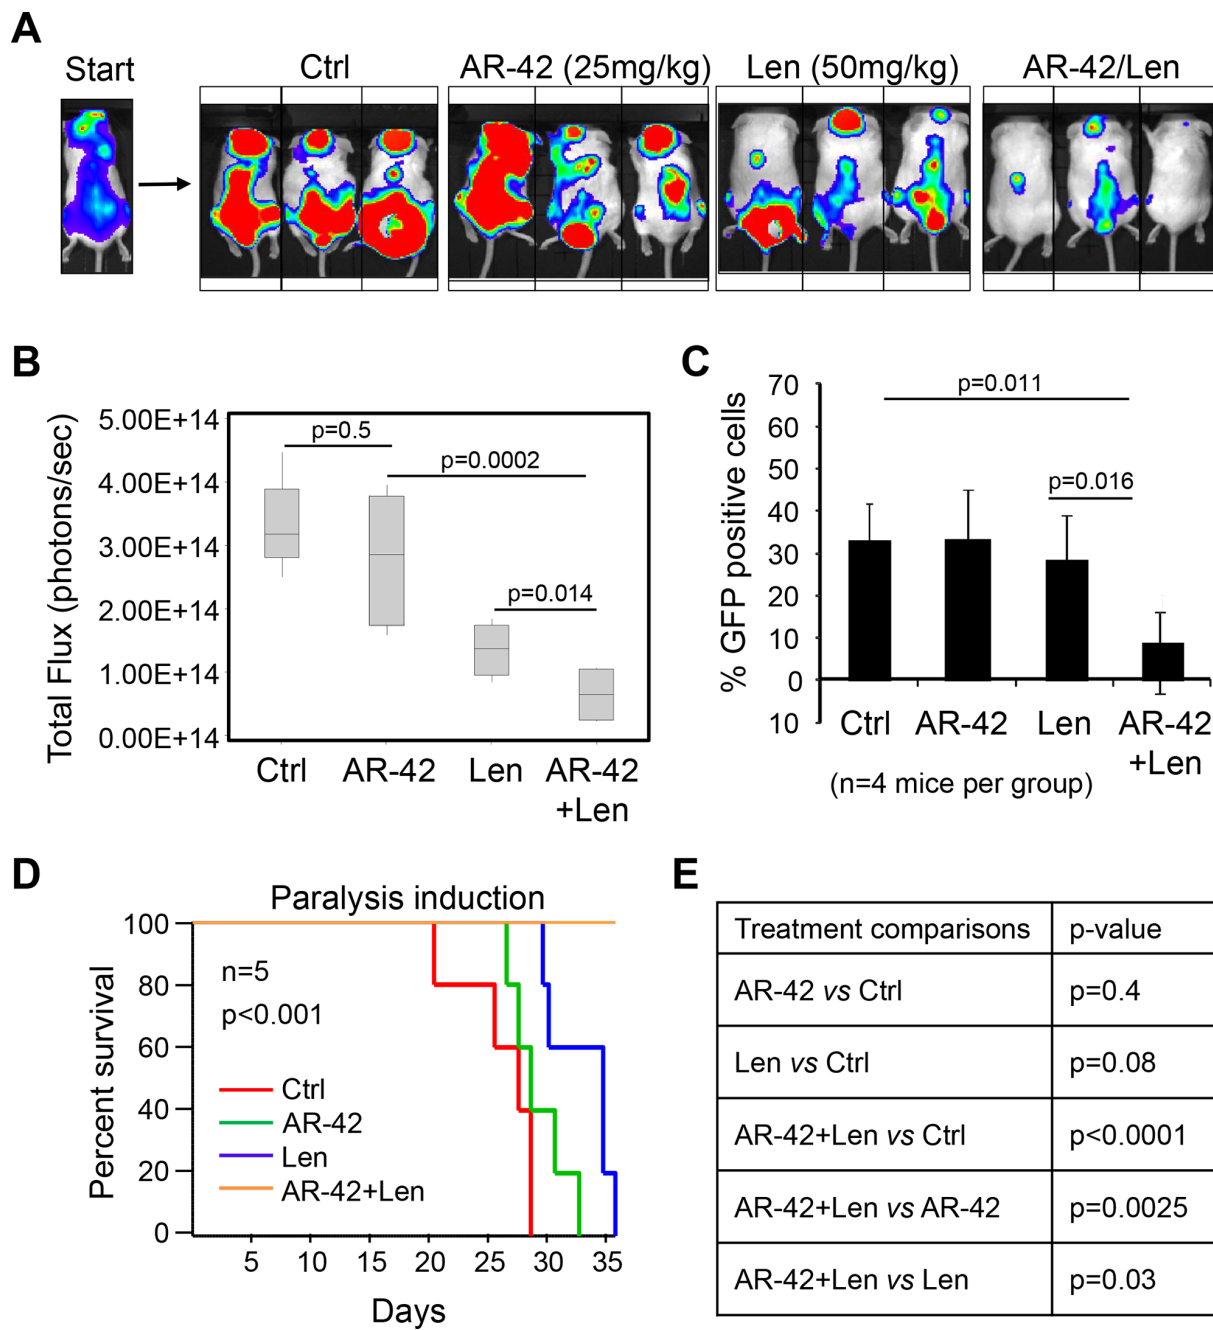 A
Start
Ctrl
AR-42 (25mg/kg)
Len (50mg/kg)
AR-42/Len
B
Total Flux (photons/sec)
5.00E+14
4.00E+14
3.00E+14
2.00E+14
1.00E+14
0.00E+14
p=0.5
p=0.0002
p=0.014
Ctrl
AR-42
Len
AR-42
+Len
C
% GFP positive cells
70
60
50
40
30
20
10
0
10
p=0.011
p=0.016
Ctrl
AR-42
Len
AR-42
+Len
(n=4 mice per group)
D
Paralysis induction
Percent survival
100
80
60
40
20
0
n=5
p<0.001
Ctrl
AR-42
Len
AR-42+Len
5
10
15
20
25
30
35
Days
E
Treatment comparisons p-value
AR-42 vs Ctrl p=0.4
Len vs Ctrl p=0.08
AR-42+Len vs Ctrl p<0.0001
AR-42+Len vs AR-42 p=0.0025
AR-42+Len vs Len p=0.03